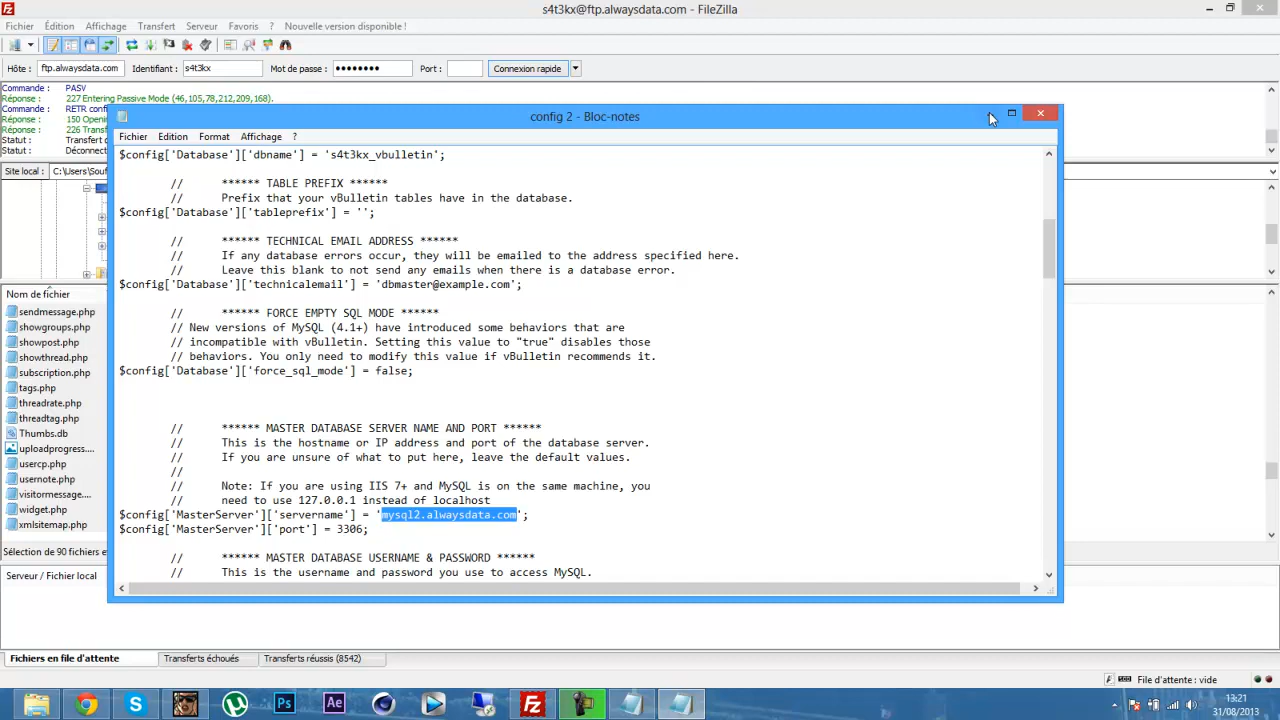 s4t3kx@ftp.alwaysdata.com - FileZilla
Fichier Édition Affichage Transfert Serveur Favoris ? Nouvelle version disponible !
Hôte : ftp.alwaysdata.com Identifiant : s4t3kx Mot de passe : ●●●●●●●● Port : Connexion rapide
Commande : PASV
Réponse : 227 Entering Passive Mode (46,105,78,212,209,168).
Commande : RETR conf
Réponse : 150 Openin
Réponse : 226 Transf
Statut : Transfert d
Statut : Déconnect
Site local : C:\Users\Souf
config 2 - Bloc-notes
Fichier Edition Format Affichage ?
$config['Database']['dbname'] = 's4t3kx_vbulletin';
// ****** TABLE PREFIX ******
// Prefix that your vBulletin tables have in the database.
$config['Database']['tableprefix'] = '';
// ****** TECHNICAL EMAIL ADDRESS ******
// If any database errors occur, they will be emailed to the address specified here.
// Leave this blank to not send any emails when there is a database error.
$config['Database']['technicalemail'] = 'dbmaster@example.com';
// ****** FORCE EMPTY SQL MODE ******
// New versions of MySQL (4.1+) have introduced some behaviors that are
// incompatible with vBulletin. Setting this value to "true" disables those
// behaviors. You only need to modify this value if vBulletin recommends it.
$config['Database']['force_sql_mode'] = false;
// ****** MASTER DATABASE SERVER NAME AND PORT ******
// This is the hostname or IP address and port of the database server.
// If you are unsure of what to put here, leave the default values.
//
// Note: If you are using IIS 7+ and MySQL is on the same machine, you
// need to use 127.0.0.1 instead of localhost
$config['MasterServer']['servername'] = 'mysql2.alwaysdata.com';
$config['MasterServer']['port'] = 3306;
// ****** MASTER DATABASE USERNAME & PASSWORD ******
// This is the username and password you use to access MySQL.
Nom de fichier
sendmessage.php
showgroups.php
showpost.php
showthread.php
subscription.php
tags.php
threadrate.php
threadtag.php
Thumbs.db
uploadprogress....
usercp.php
usernote.php
visitormessage....
widget.php
xmlsitemap.php
Sélection de 90 fichiers et
Serveur / Fichier local
Fichiers en file d'attente Transferts échoués Transferts réussis (8542)
File d'attente : vide
13:21
31/08/2013